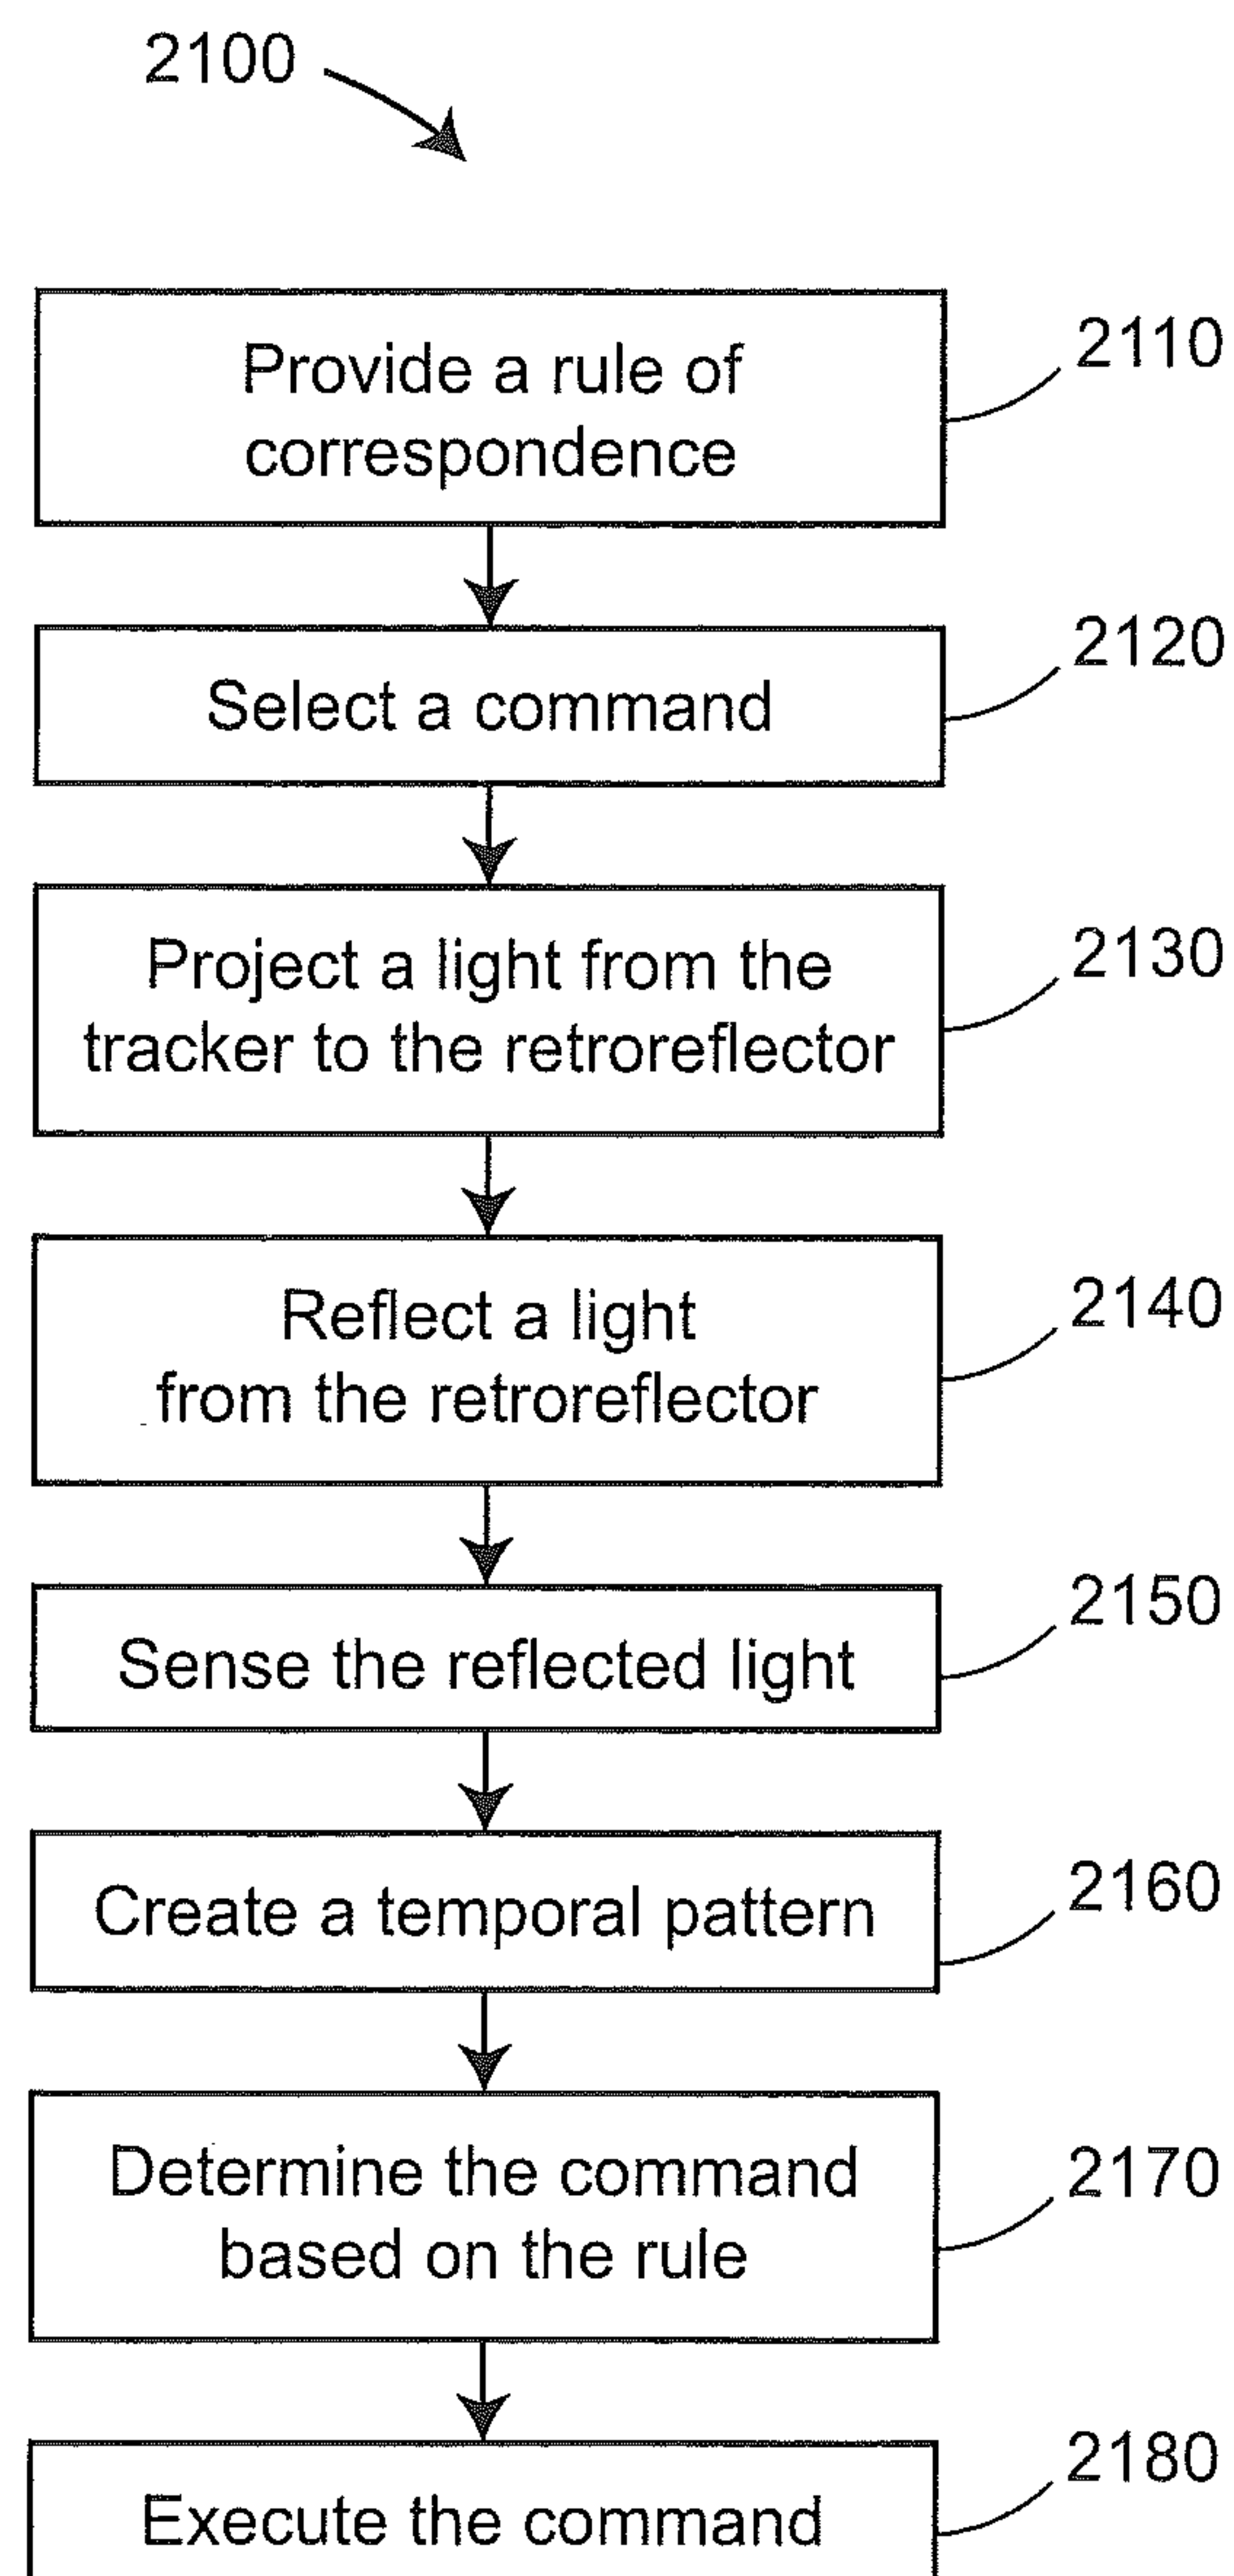 2100
Provide a rule of
correspondence
2110
Select a command
2120
Project a light from the
tracker to the retroreflector
2130
Reflect a light
from the retroreflector
2140
Sense the reflected light
2150
Create a temporal pattern
2160
Determine the command
based on the rule
2170
Execute the command
2180